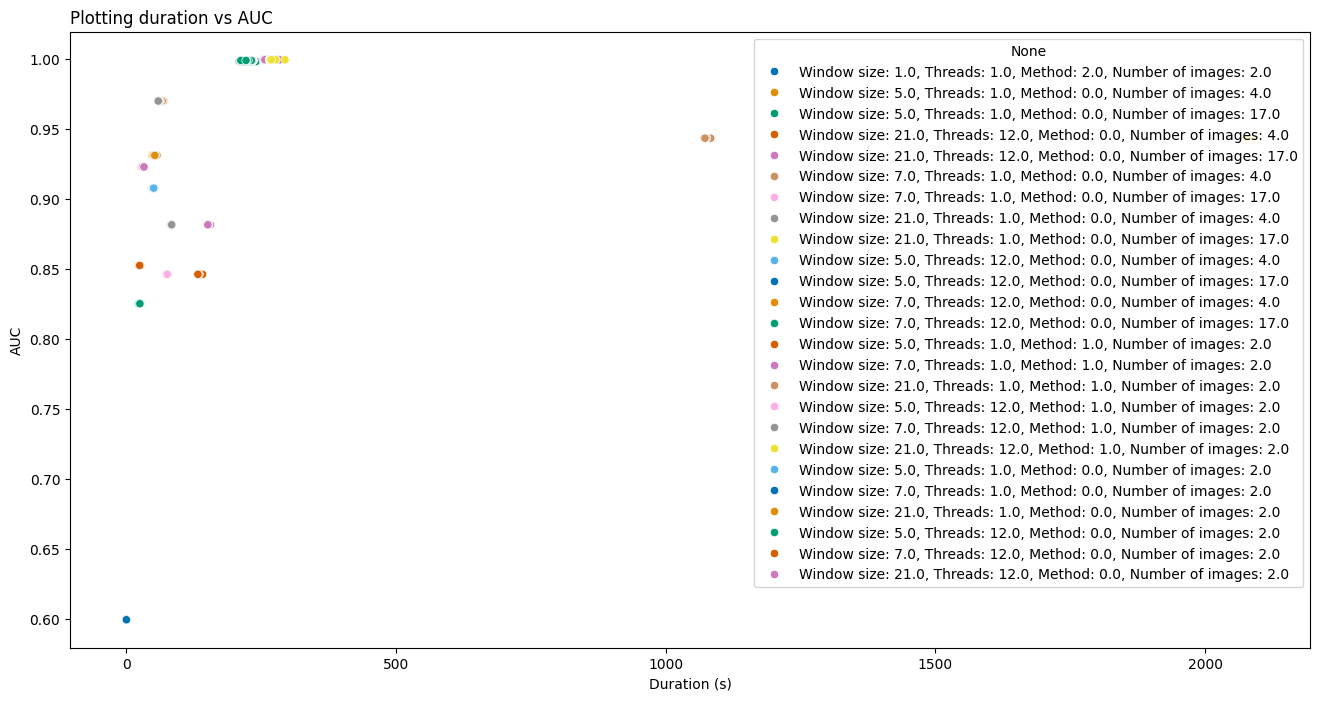 Plotting duration vs AUC
1.00
0.95
0.90
0.85
0.80
0.75
0.70
0.65
0.60
AUC
None
Window size: 1.0, Threads: 1.0, Method: 2.0, Number of images: 2.0
Window size: 5.0, Threads: 1.0, Method: 0.0, Number of images: 4.0
Window size: 5.0, Threads: 1.0, Method: 0.0, Number of images: 17.0
Window size: 21.0, Threads: 12.0, Method: 0.0, Number of images: 4.0
Window size: 21.0, Threads: 12.0, Method: 0.0, Number of images: 17.0
Window size: 7.0, Threads: 1.0, Method: 0.0, Number of images: 4.0
Window size: 7.0, Threads: 1.0, Method: 0.0, Number of images: 17.0
Window size: 21.0, Threads: 1.0, Method: 0.0, Number of images: 4.0
Window size: 21.0, Threads: 1.0, Method: 0.0, Number of images: 17.0
Window size: 5.0, Threads: 12.0, Method: 0.0, Number of images: 4.0
Window size: 5.0, Threads: 12.0, Method: 0.0, Number of images: 17.0
Window size: 7.0, Threads: 12.0, Method: 0.0, Number of images: 4.0
Window size: 7.0, Threads: 12.0, Method: 0.0, Number of images: 17.0
Window size: 5.0, Threads: 1.0, Method: 1.0, Number of images: 2.0
Window size: 7.0, Threads: 1.0, Method: 1.0, Number of images: 2.0
Window size: 21.0, Threads: 1.0, Method: 1.0, Number of images: 2.0
Window size: 5.0, Threads: 12.0, Method: 1.0, Number of images: 2.0
Window size: 7.0, Threads: 12.0, Method: 1.0, Number of images: 2.0
Window size: 21.0, Threads: 12.0, Method: 1.0, Number of images: 2.0
Window size: 5.0, Threads: 1.0, Method: 0.0, Number of images: 2.0
Window size: 7.0, Threads: 1.0, Method: 0.0, Number of images: 2.0
Window size: 21.0, Threads: 1.0, Method: 0.0, Number of images: 2.0
Window size: 5.0, Threads: 12.0, Method: 0.0, Number of images: 2.0
Window size: 7.0, Threads: 12.0, Method: 0.0, Number of images: 2.0
Window size: 21.0, Threads: 12.0, Method: 0.0, Number of images: 2.0
0 500 1000 1500 2000
Duration (s)